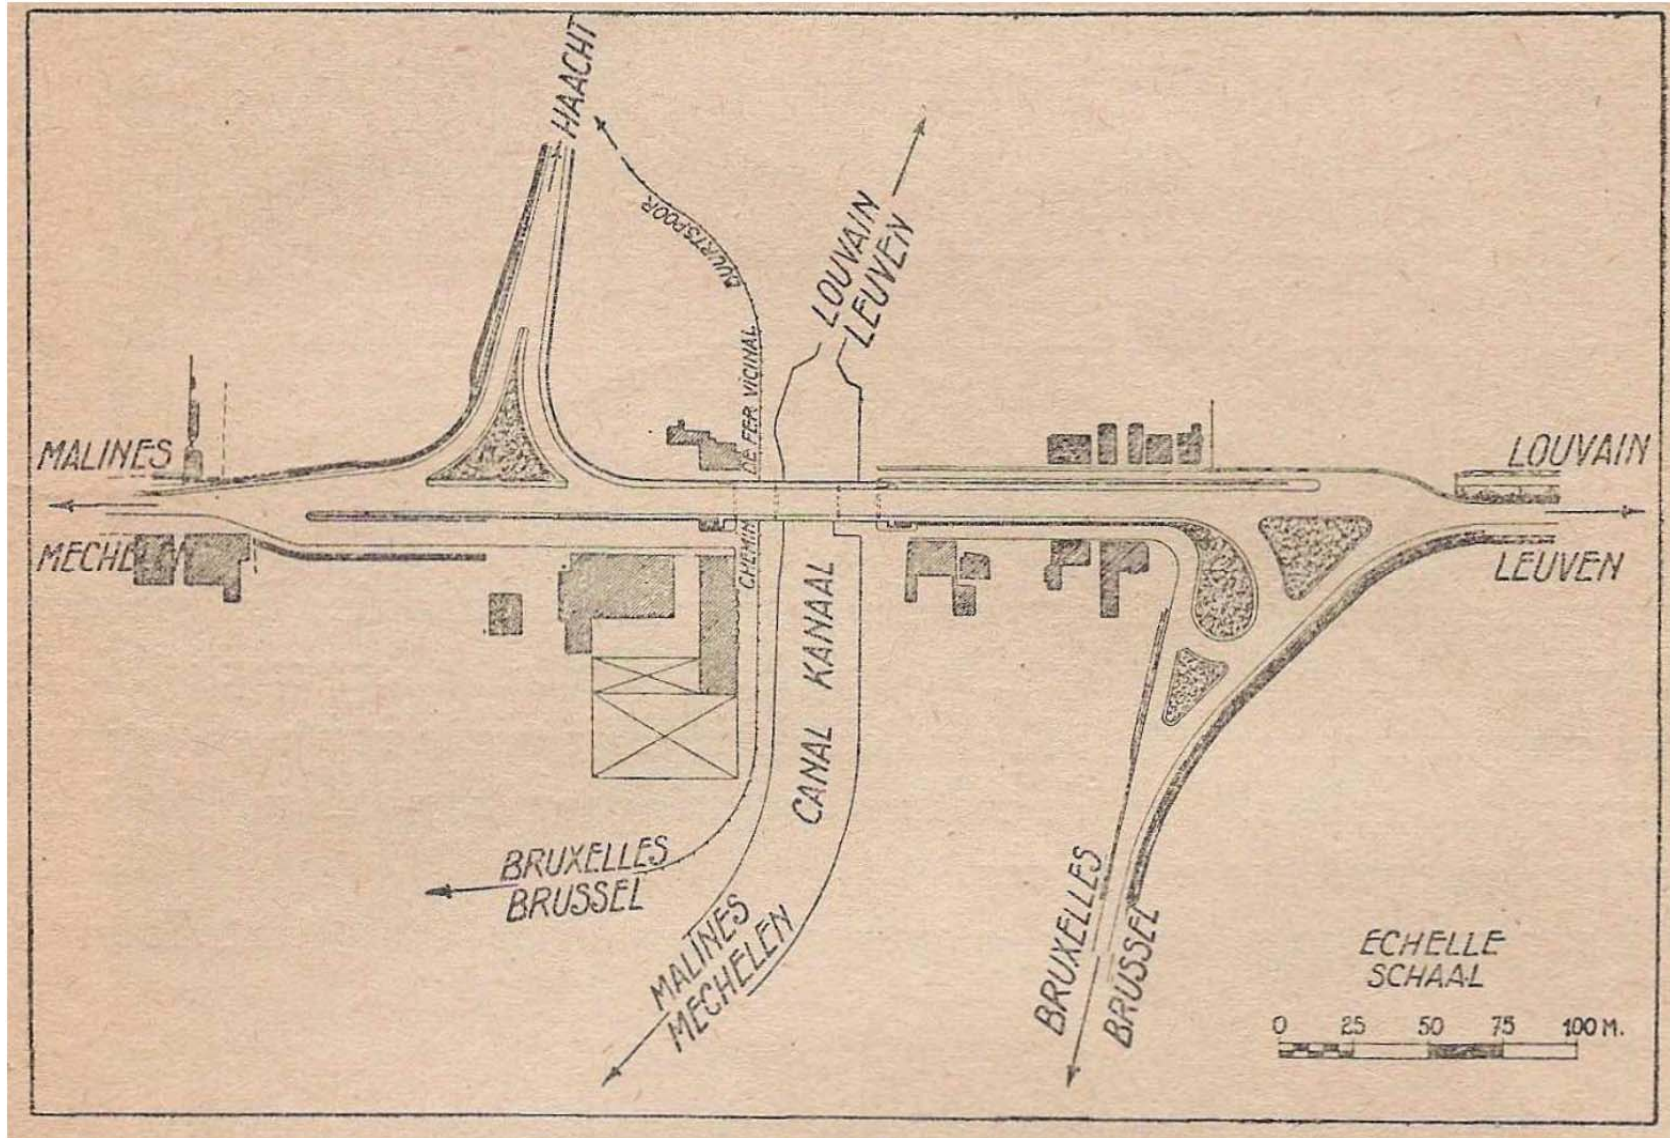 HAACHT
BUURTSPOOR
LOUVAIN
LEUVEN
CHEMIN DE FER VICINAL
MALINES
MECHELEN
LOUVAIN
LEUVEN
CANAL KANAAL
BRUXELLES
BRUSSEL
MALINES
MECHELEN
BRUXELLES
BRUSSEL
ECHELLE
SCHAAL
0 25 50 75 100 M.